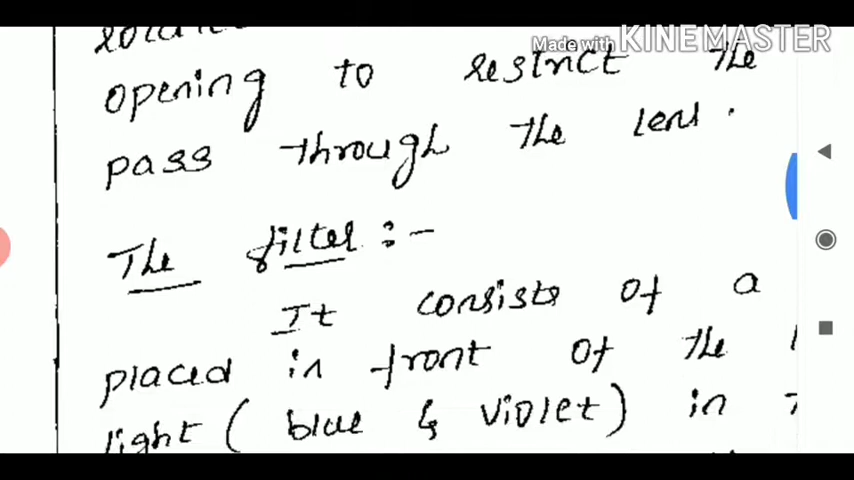 Made with KINEMASTER
opening to restrict the
pass through the lens.
The filter :-
It consists of a
placed in front of the
light ( blue & violet ) in